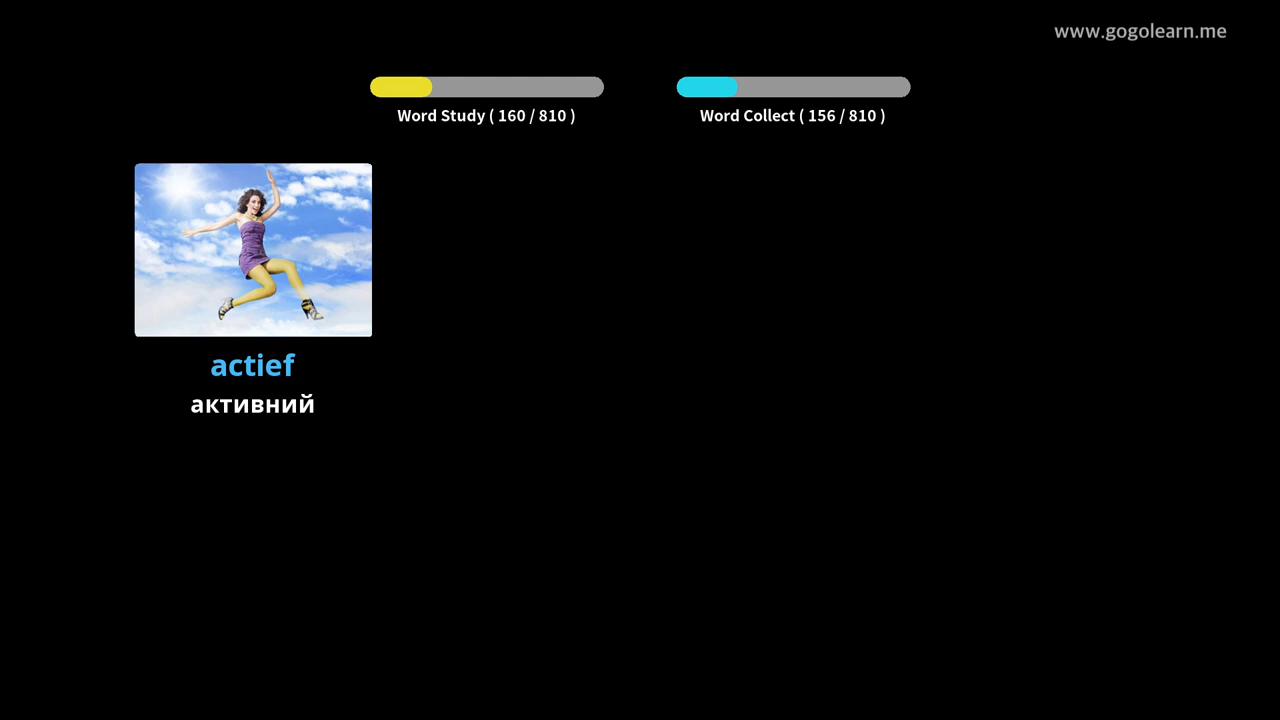 www.gogolearn.me
Word Study ( 160 / 810 )
Word Collect ( 156 / 810 )
actief
активний